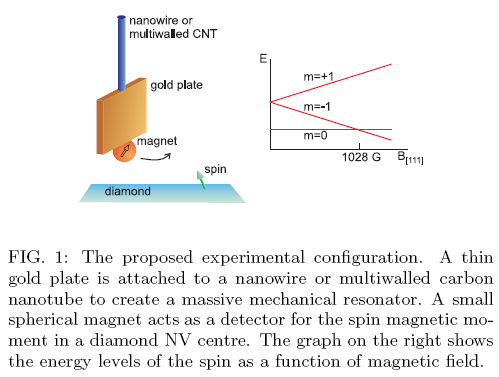 nanowire or
multiwalled CNT
gold plate
magnet
spin
diamond
E
m=+1
m=-1
m=0
1028 G
B[111]
FIG. 1: The proposed experimental configuration. A thin
gold plate is attached to a nanowire or multiwalled carbon
nanotube to create a massive mechanical resonator. A small
spherical magnet acts as a detector for the spin magnetic mo-
ment in a diamond NV centre. The graph on the right shows
the energy levels of the spin as a function of magnetic field.